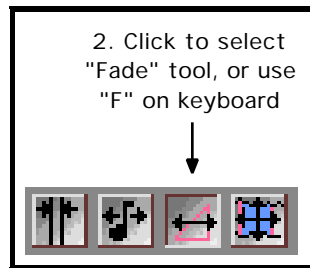 2. Click to select
"Fade" tool, or use
"F" on keyboard